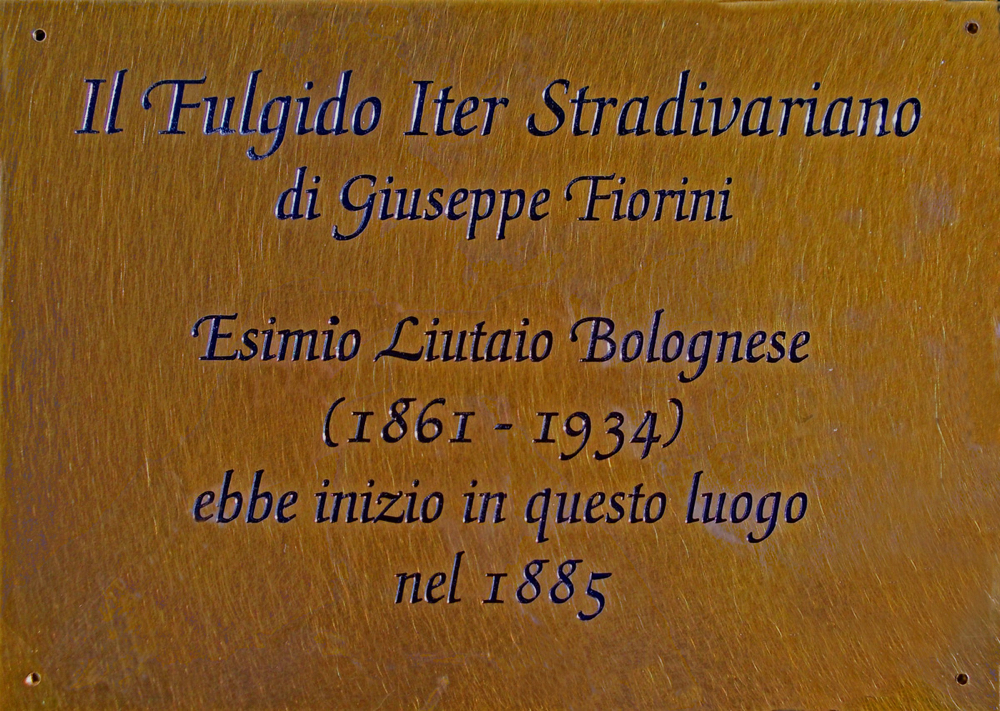 Il Fulgido Iter Stradivariano
di Giuseppe Fiorini
Esimio Liutaio Bolognese
(1861 - 1934)
ebbe inizio in questo luogo
nel 1885